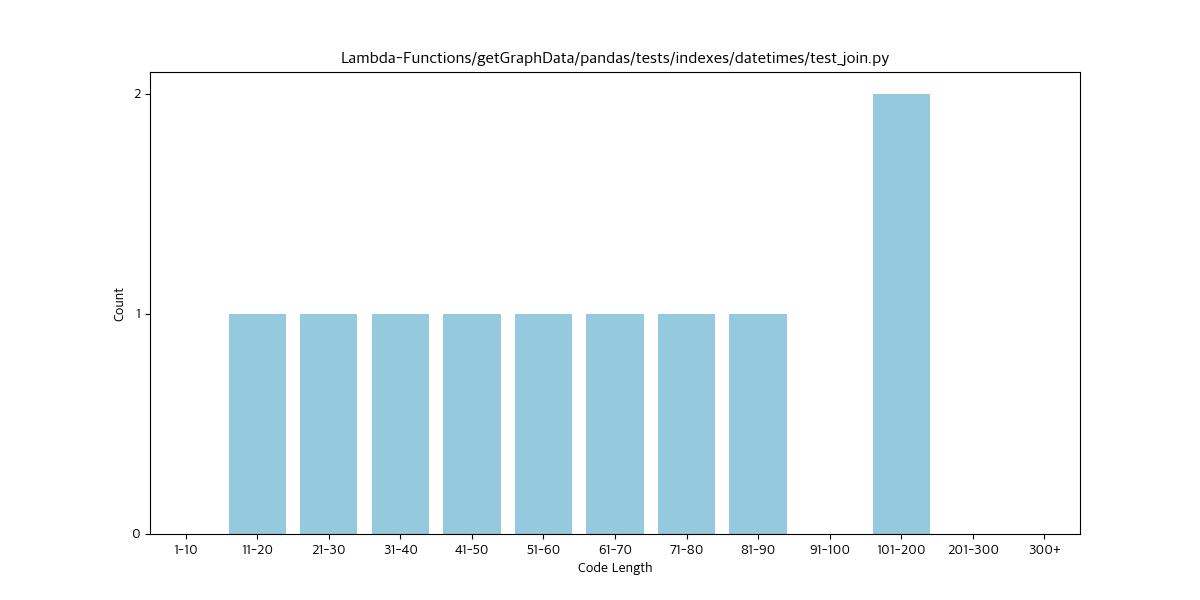 Lambda-Functions/getGraphData/pandas/tests/indexes/datetimes/test_join.py
2
1
0
Count
1-10 11-20 21-30 31-40 41-50 51-60 61-70 71-80 81-90 91-100 101-200 201-300 300+
Code Length